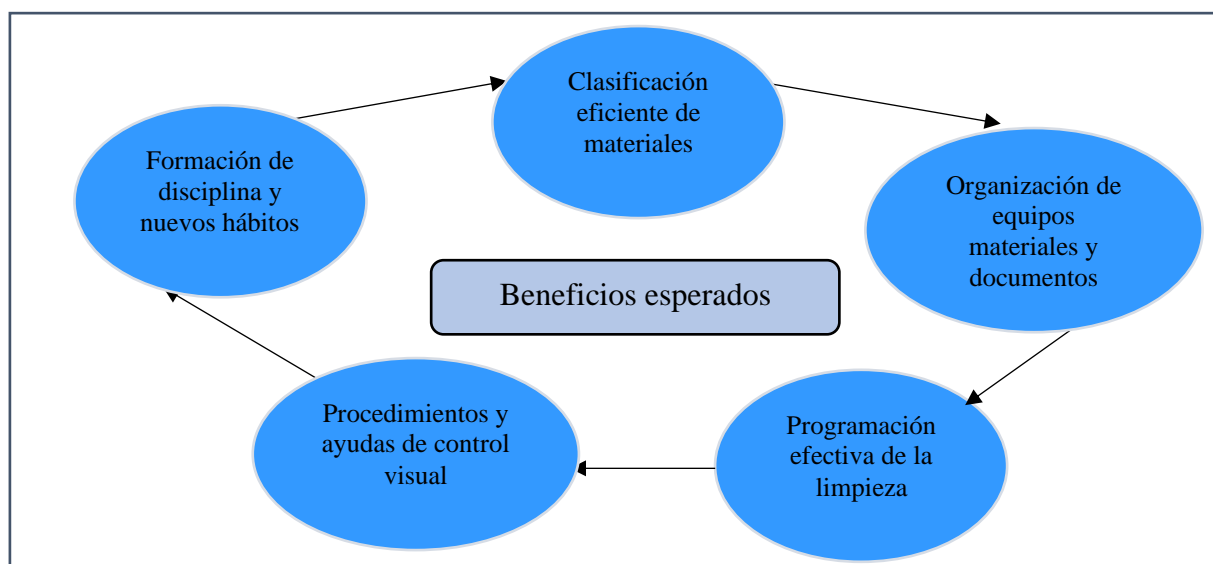 Clasificación
eficiente de
materiales
Formación de
disciplina y
nuevos hábitos
Organización de
equipos
materiales y
documentos
Beneficios esperados
Procedimientos y
ayudas de control
visual
Programación
efectiva de la
limpieza